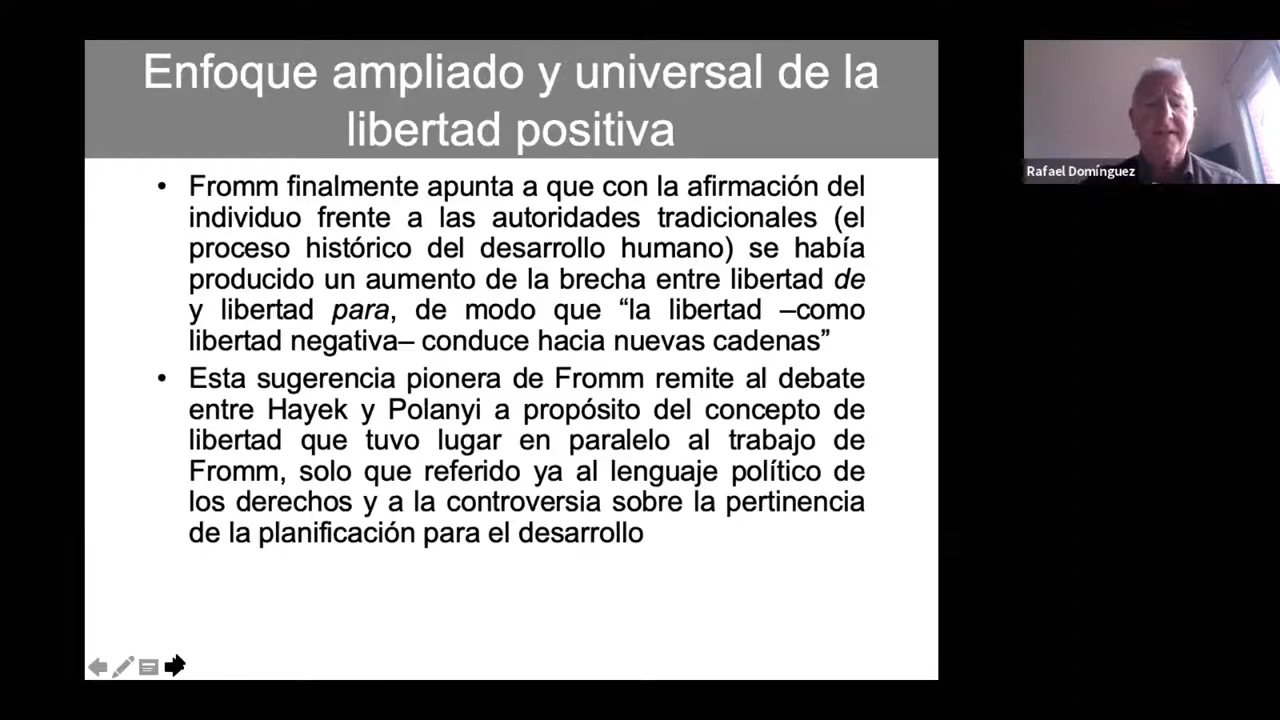 Enfoque ampliado y universal de la
libertad positiva
• Fromm finalmente apunta a que con la afirmación del
individuo frente a las autoridades tradicionales (el
proceso histórico del desarrollo humano) se había
producido un aumento de la brecha entre libertad de
y libertad para, de modo que “la libertad –como
libertad negativa– conduce hacia nuevas cadenas”
• Esta sugerencia pionera de Fromm remite al debate
entre Hayek y Polanyi a propósito del concepto de
libertad que tuvo lugar en paralelo al trabajo de
Fromm, solo que referido ya al lenguaje político de
los derechos y a la controversia sobre la pertinencia
de la planificación para el desarrollo
Rafael Domínguez